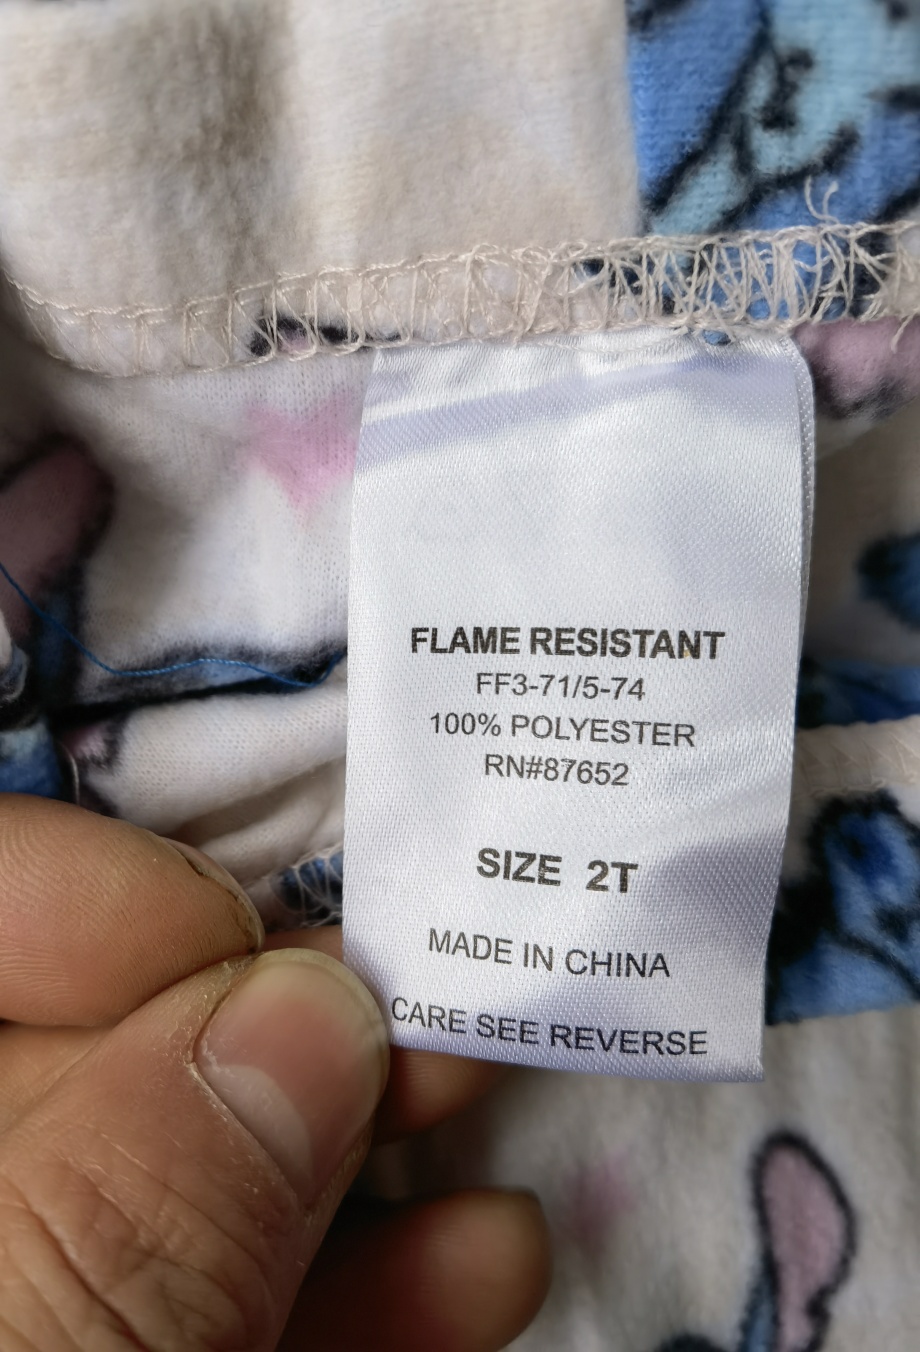 FLAME RESISTANT
FF3-71/5-74
100% POLYESTER
RN#87652
SIZE 2T
MADE IN CHINA
CARE SEE REVERSE